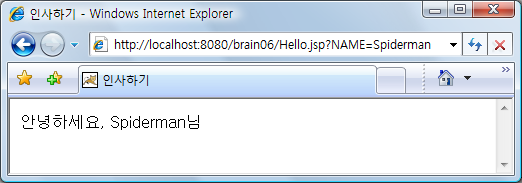 인사하기 - Windows Internet Explorer
http://localhost:8080/brain06/Hello.jsp?NAME=Spiderman
인사하기
안녕하세요, Spiderman님